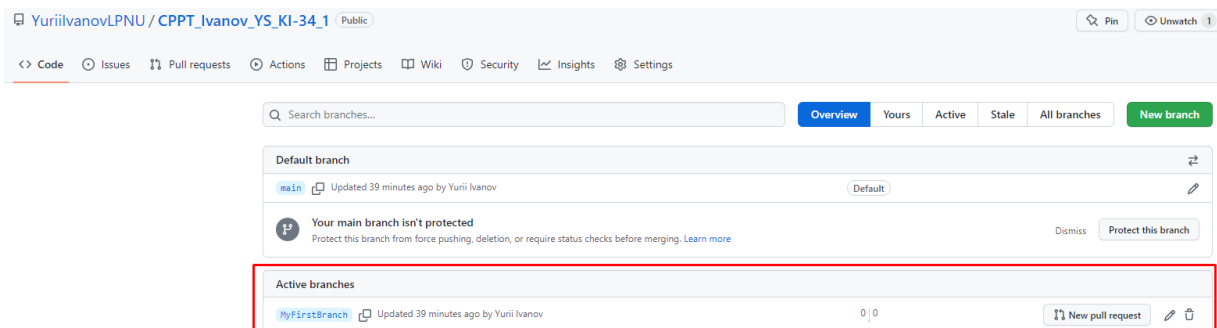 YuriiIvanovLPNU / CPPT_Ivanov_YS_KI-34_1 Public Pin Unwatch 1
Code Issues Pull requests Actions Projects Wiki Security Insights Settings
Search branches... Overview Yours Active Stale All branches New branch
Default branch
main Updated 39 minutes ago by Yurii Ivanov Default
Your main branch isn't protected
Protect this branch from force pushing, deletion, or require status checks before merging. Learn more Dismiss Protect this branch
Active branches
MyFirstBranch Updated 39 minutes ago by Yurii Ivanov 0 0 New pull request